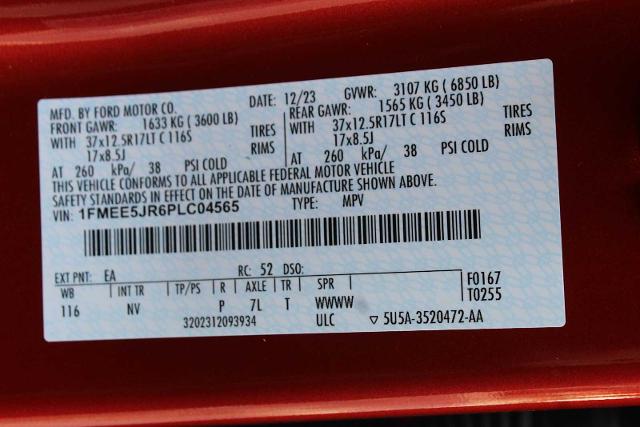 MFD. BY FORD MOTOR CO. DATE: 12/23 GVWR: 3107 KG (6850 LB)
FRONT GAWR: 1633 KG (3600 LB) REAR GAWR: 1565 KG (3450 LB)
WITH 37x12.5R17LT C 116S TIRES WITH 37x12.5R17LT C 116S TIRES
17x8.5J RIMS 17x8.5J RIMS
AT 260 kPa/ 38 PSI COLD AT 260 kPa/ 38 PSI COLD
THIS VEHICLE CONFORMS TO ALL APPLICABLE FEDERAL MOTOR VEHICLE
SAFETY STANDARDS IN EFFECT ON THE DATE OF MANUFACTURE SHOWN ABOVE.
VIN: 1FMEE5JR6PLC04565 TYPE: MPV
EXT PNT: EA RC: 52 DSO:
WB INT TR TP/PS R AXLE TR SPR F0167
116 NV P 7L T WWWW T0255
3202312093934 ULC ▽ 5U5A-3520472-AA